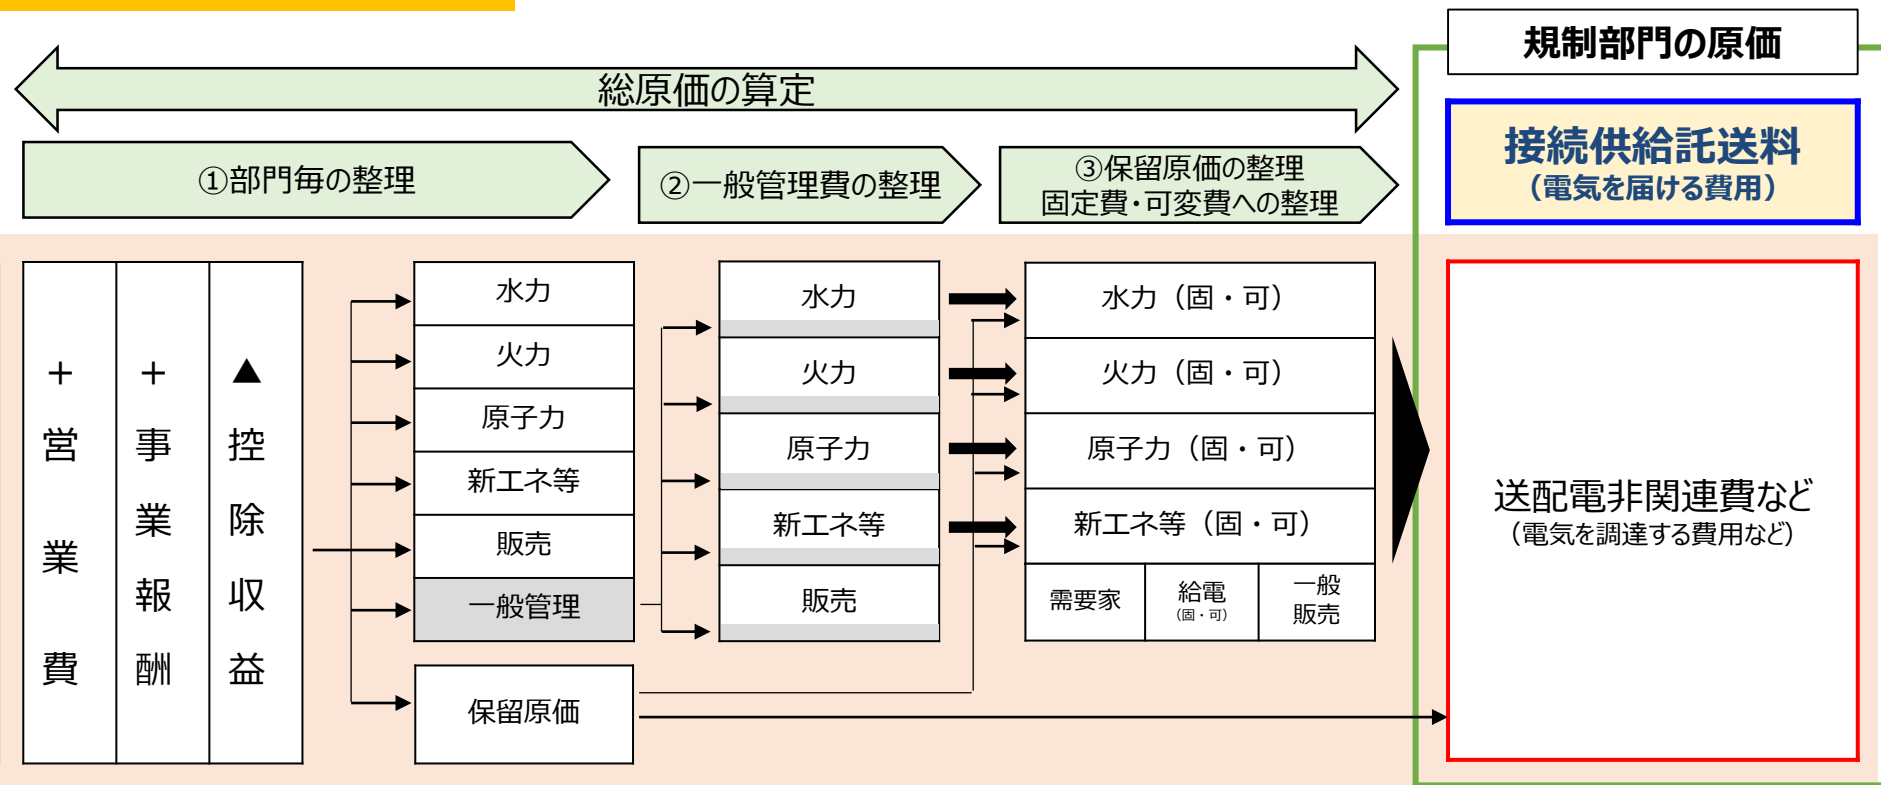 規制部門の原価
総原価の算定
接続供給託送料
（電気を届ける費用）
①部門毎の整理
②一般管理費の整理
③保留原価の整理
固定費・可変費への整理
＋営業費
＋事業報酬
▲控除収益
水力
火力
原子力
新エネ等
販売
一般管理
保留原価
水力
火力
原子力
新エネ等
販売
水力（固・可）
火力（固・可）
原子力（固・可）
新エネ等（固・可）
需要家
給電
（固・可）
一般
販売
送配電非関連費など
（電気を調達する費用など）